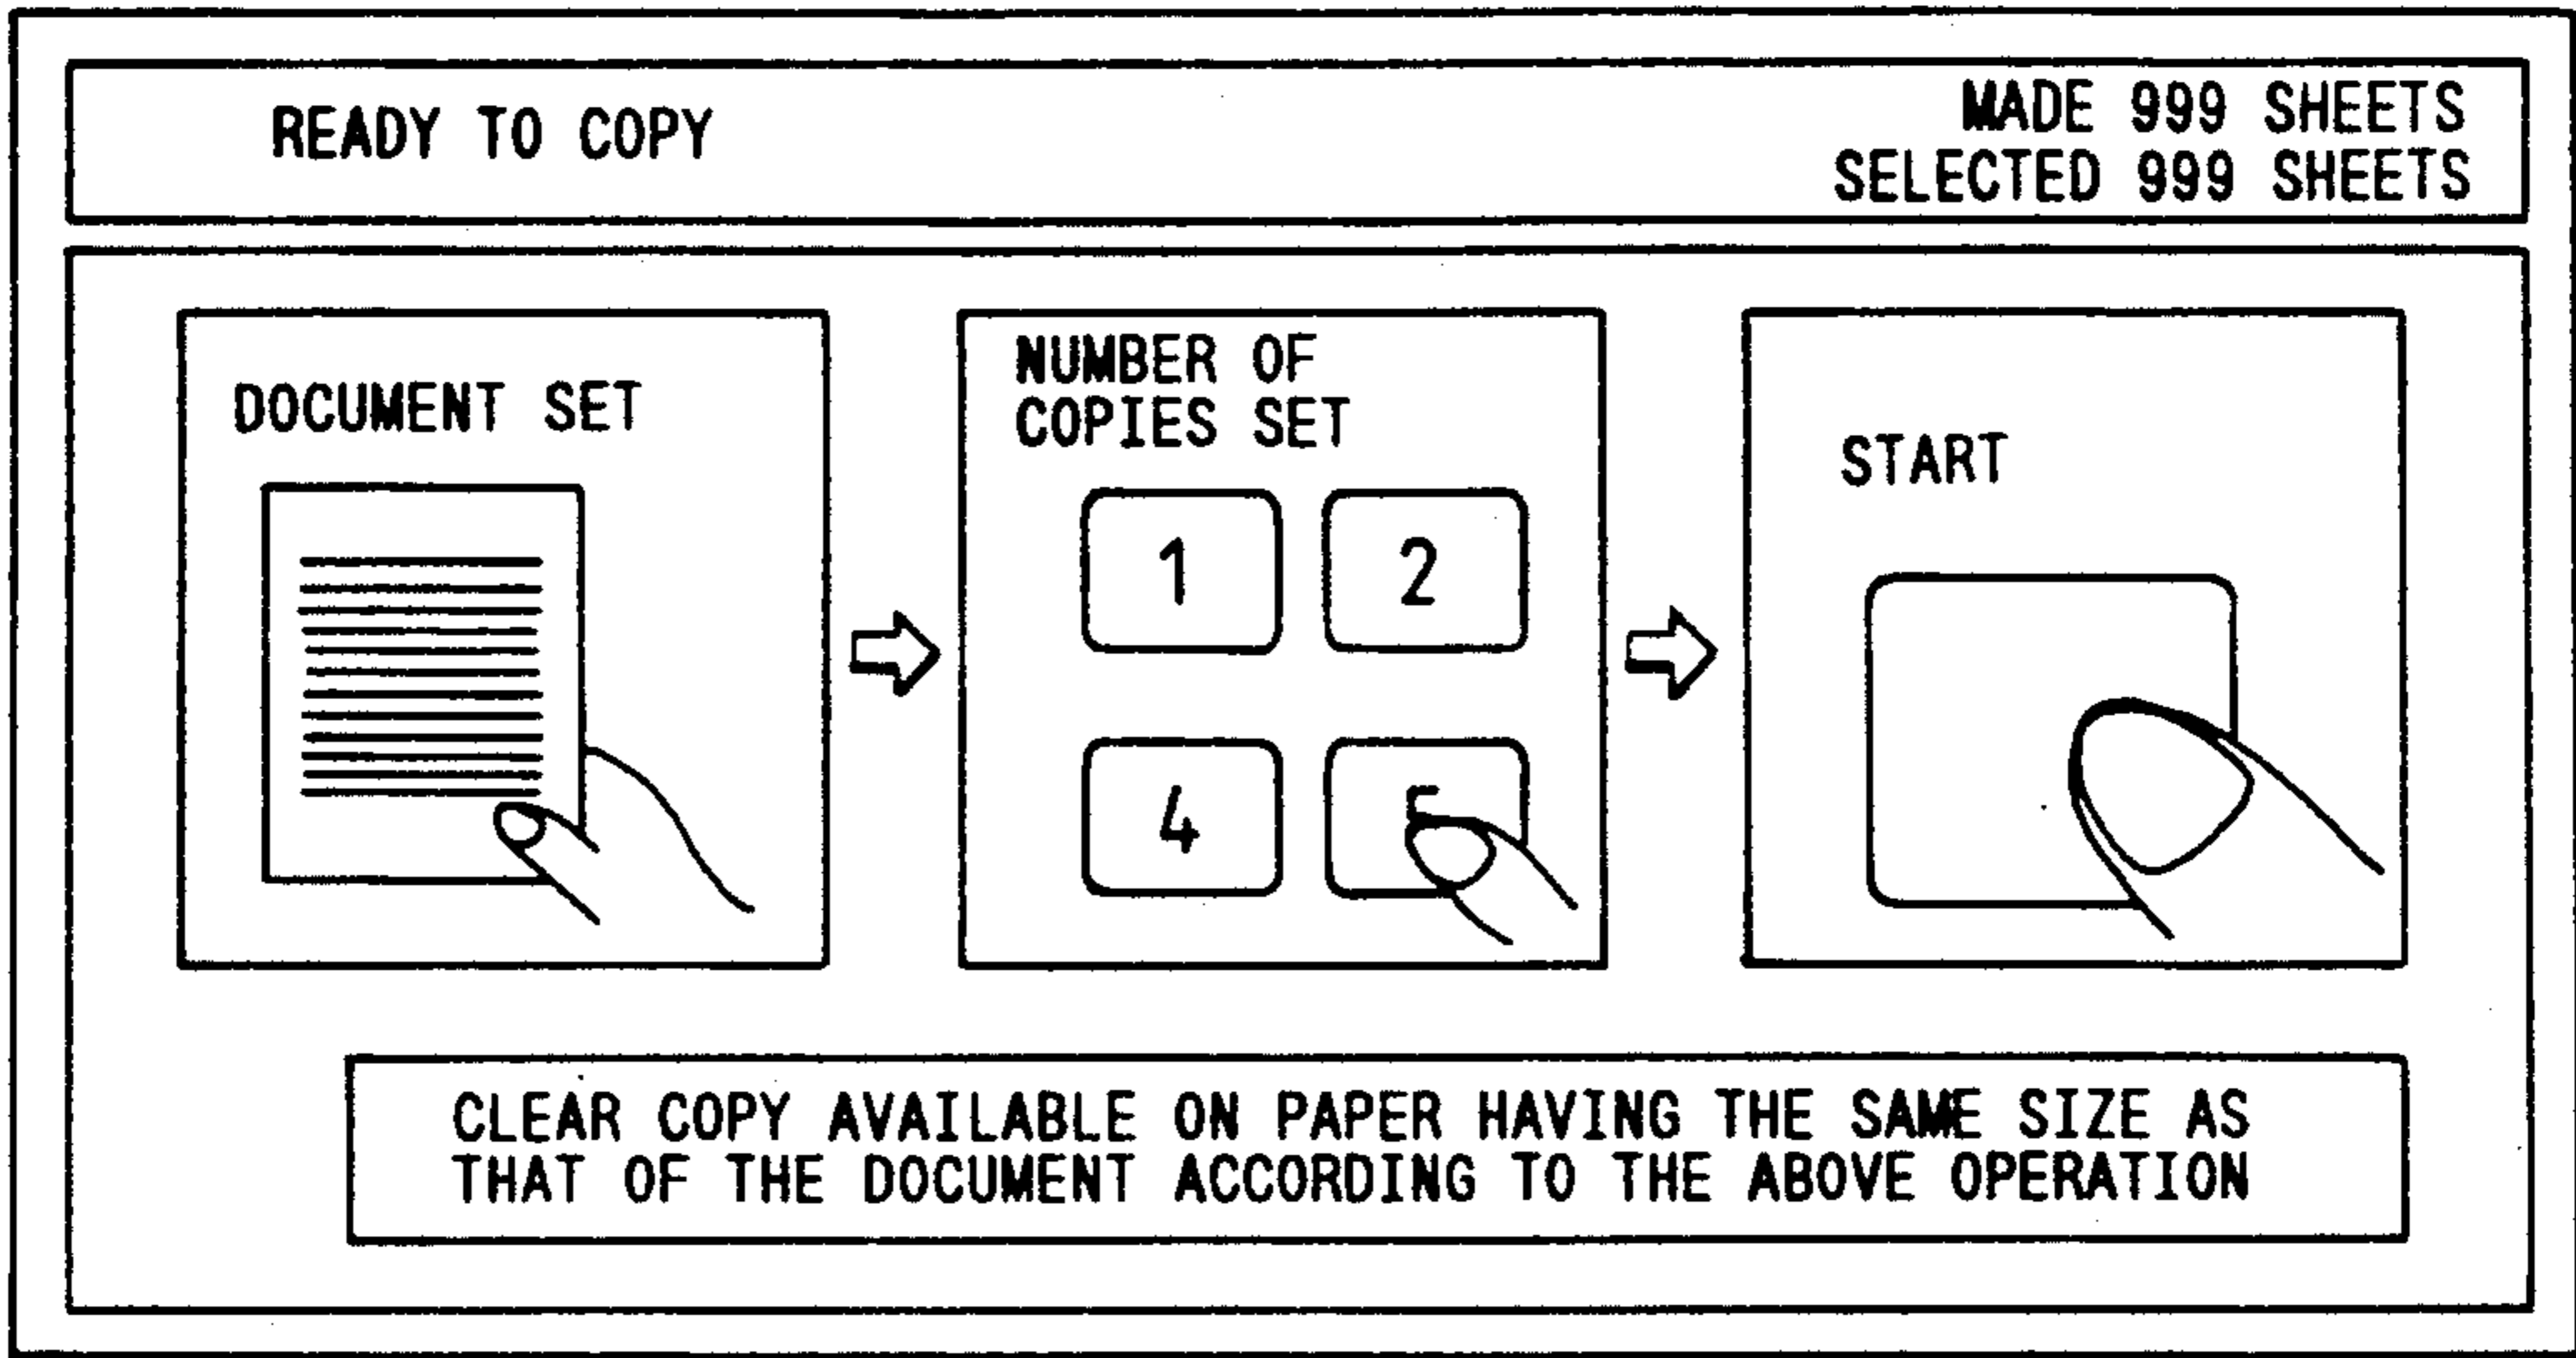 READY TO COPY
MADE 999 SHEETS
SELECTED 999 SHEETS
DOCUMENT SET
NUMBER OF
COPIES SET
1 2
4 5
START
CLEAR COPY AVAILABLE ON PAPER HAVING THE SAME SIZE AS
THAT OF THE DOCUMENT ACCORDING TO THE ABOVE OPERATION